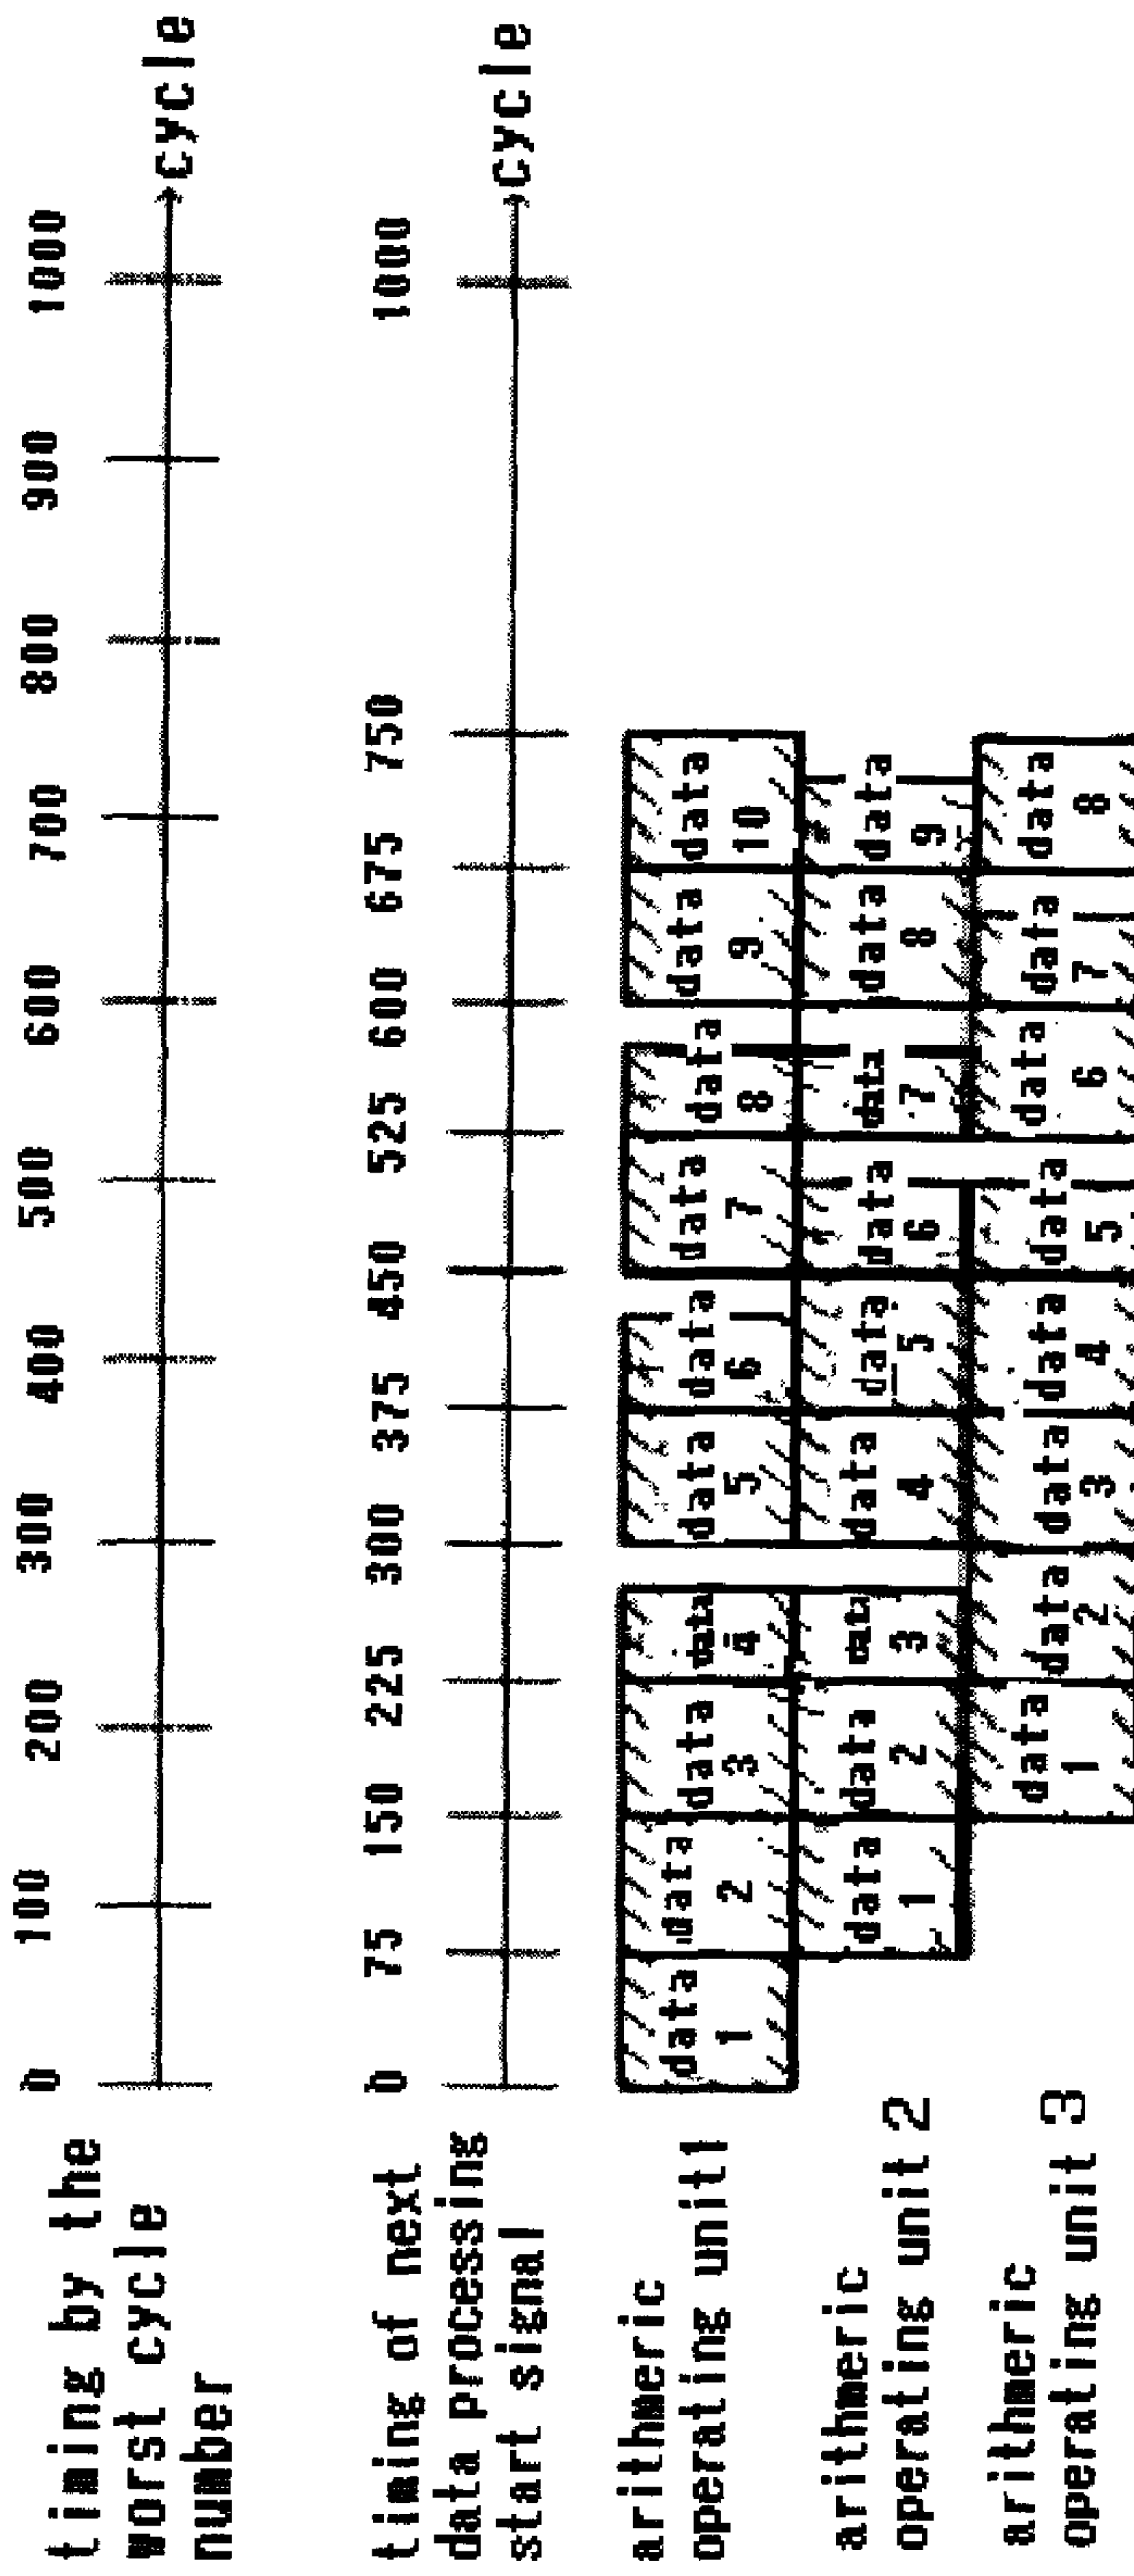 timing by the
worst cycle
number
0 100 200 300 400 500 600 700 800 900 1000
cycle
timing of next
data processing
start signal
0 75 150 225 300 375 450 525 600 675 750 1000
cycle
arithmeric
operating unit1
data 1 data 2 data 3 data 4 data 5 data 6 data 7 data 8 data 9 data 10
arithmeric
operating unit 2
data 1 data 2 data 3 data 4 data 5 data 6 data 7 data 8 data 9
arithmeric
operating unit 3
data 1 data 2 data 3 data 4 data 5 data 6 data 7 data 8